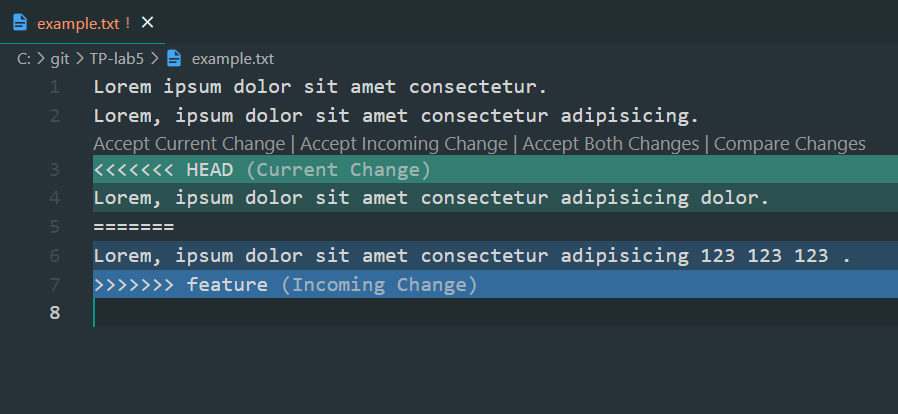 example.txt !
C: > git > TP-lab5 > example.txt
1 Lorem ipsum dolor sit amet consectetur.
2 Lorem, ipsum dolor sit amet consectetur adipisicing.
Accept Current Change | Accept Incoming Change | Accept Both Changes | Compare Changes
3 <<<<<<< HEAD (Current Change)
4 Lorem, ipsum dolor sit amet consectetur adipisicing dolor.
5 =======
6 Lorem, ipsum dolor sit amet consectetur adipisicing 123 123 123 .
7 >>>>>>> feature (Incoming Change)
8